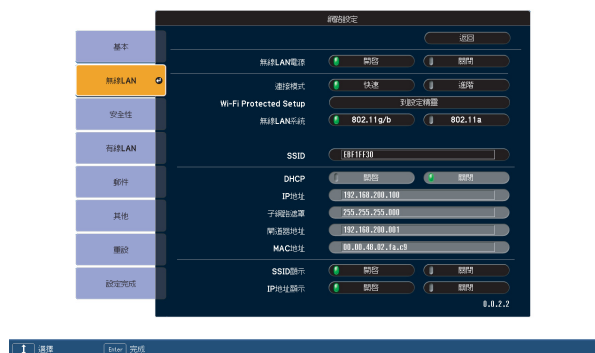 網路設定
返回
基本
無線LAN
安全性
有線LAN
郵件
其他
重設
設定完成
無線LAN電源 開啓 關閉
連接模式 快速 進階
Wi-Fi Protected Setup 到設定精靈
無線LAN系統 802.11g/b 802.11a
SSID EBF1FF30
DHCP 開啓 關閉
IP地址 192.168.200.100
子網路遮罩 255.255.255.000
閘道器地址 192.168.200.001
MAC地址 00.00.48.02.fa.c9
SSID顯示 開啓 關閉
IP地址顯示 開啓 關閉
0.0.2.2
選擇 Enter 完成